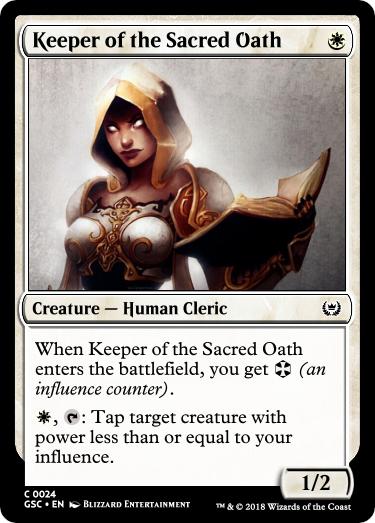 Keeper of the Sacred Oath
Creature — Human Cleric
When Keeper of the Sacred Oath
enters the battlefield, you get (an
influence counter).
, : Tap target creature with
power less than or equal to your
influence.
1/2
C 0024
GSC • EN Blizzard Entertainment
™ & © 2018 Wizards of the Coast